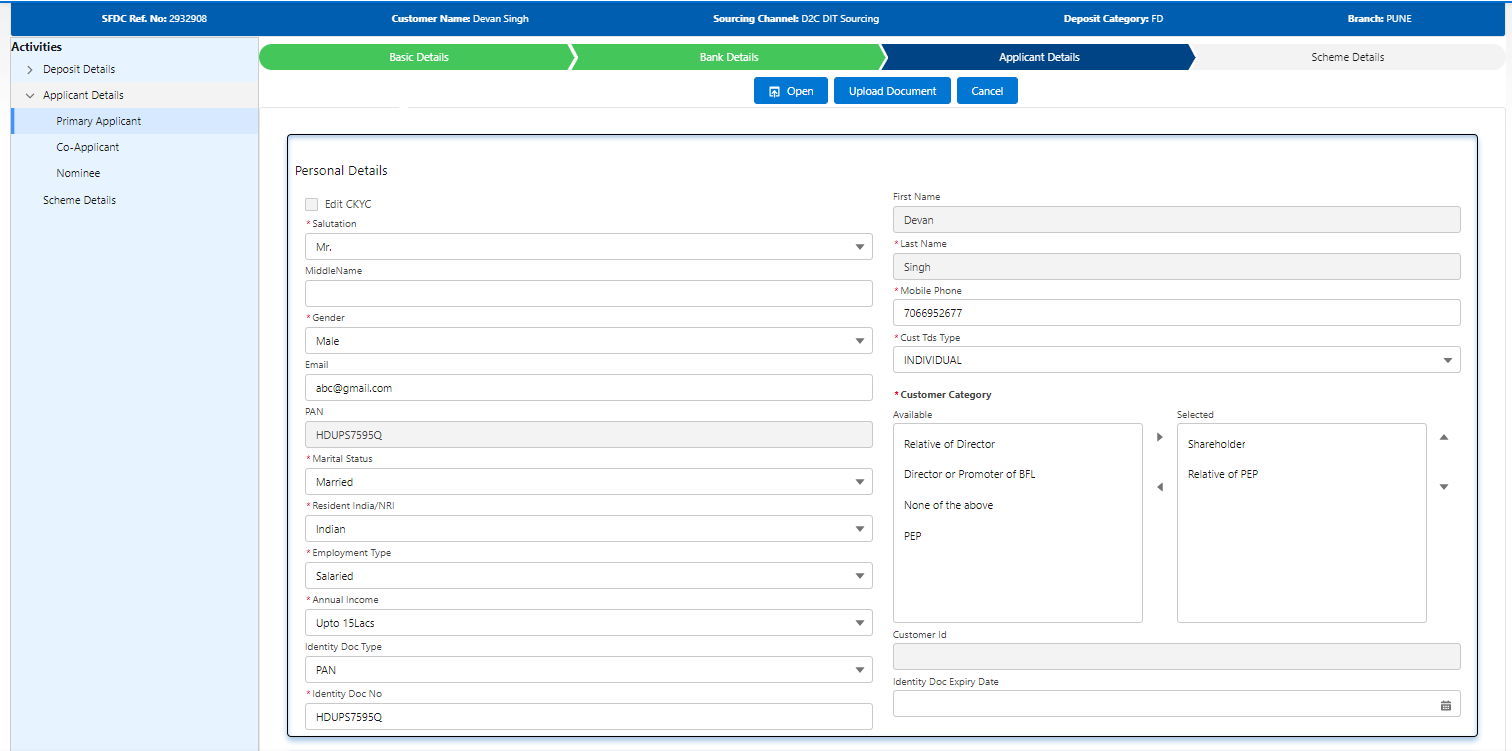 SFDC Ref. No: 2932908 Customer Name: Devan Singh Sourcing Channel: D2C DIT Sourcing Deposit Category: FD Branch: PUNE
Activities
Deposit Details
Applicant Details
Primary Applicant
Co-Applicant
Nominee
Scheme Details
Basic Details Bank Details Applicant Details Scheme Details
Open Upload Document Cancel
Personal Details
Edit CKYC
*Salutation
Mr.
MiddleName
*Gender
Male
Email
abc@gmail.com
PAN
HDUPS7595Q
*Marital Status
Married
*Resident India/NRI
Indian
*Employment Type
Salaried
*Annual Income
Upto 15Lacs
Identity Doc Type
PAN
*Identity Doc No
HDUPS7595Q
First Name
Devan
*Last Name
Singh
*Mobile Phone
7066952677
*Cust Tds Type
INDIVIDUAL
*Customer Category
Available
Relative of Director
Director or Promoter of BFL
None of the above
PEP
Selected
Shareholder
Relative of PEP
Customer Id
Identity Doc Expiry Date